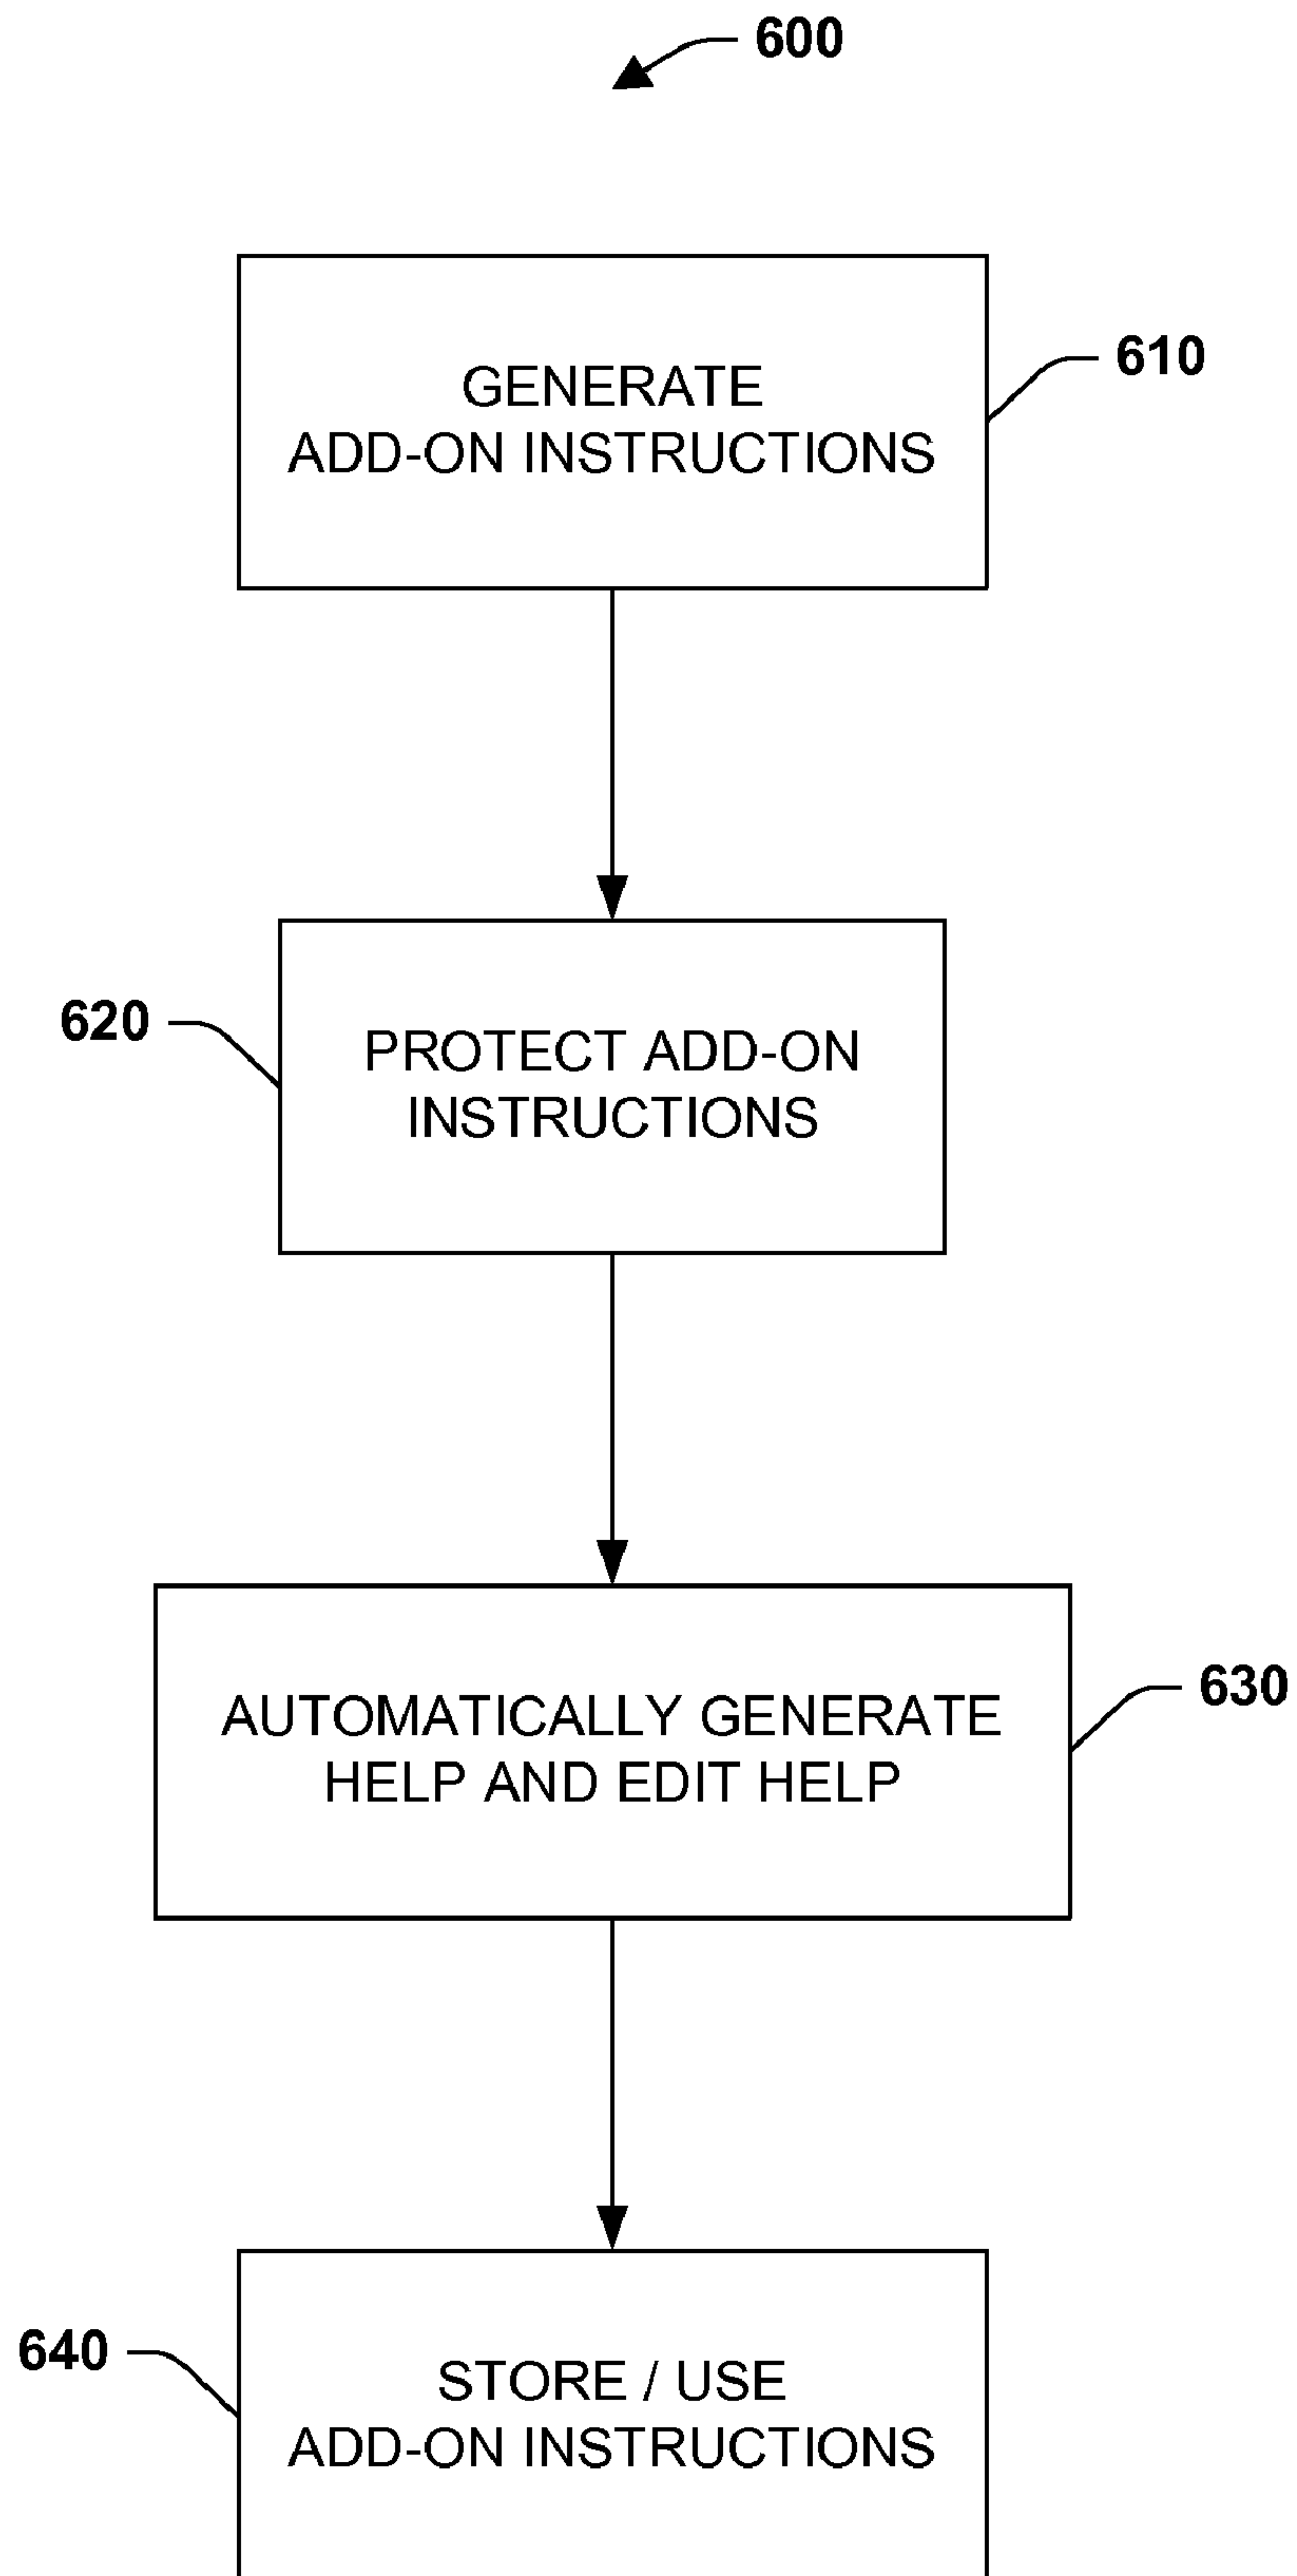 600
GENERATE
ADD-ON INSTRUCTIONS
610
620
PROTECT ADD-ON
INSTRUCTIONS
AUTOMATICALLY GENERATE
HELP AND EDIT HELP
630
640
STORE / USE
ADD-ON INSTRUCTIONS